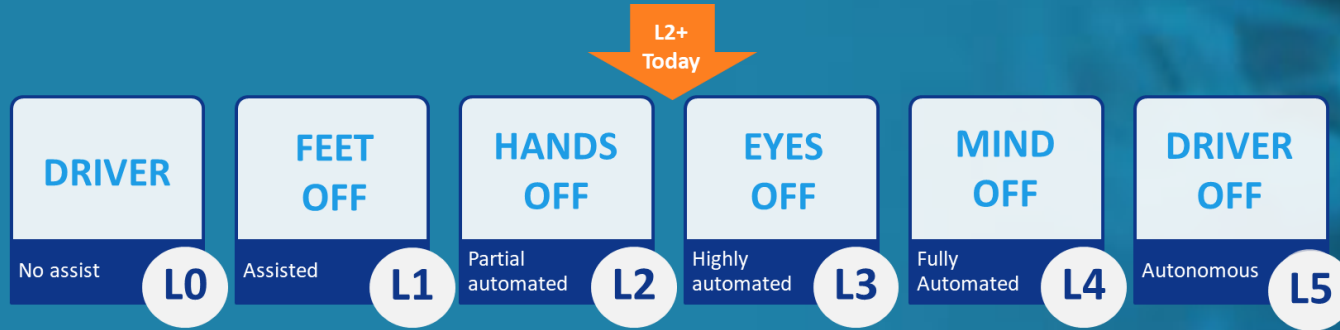 L2+
Today
DRIVER
No assist
L0
FEET
OFF
Assisted
L1
HANDS
OFF
Partial
automated
L2
EYES
OFF
Highly
automated
L3
MIND
OFF
Fully
Automated
L4
DRIVER
OFF
Autonomous
L5